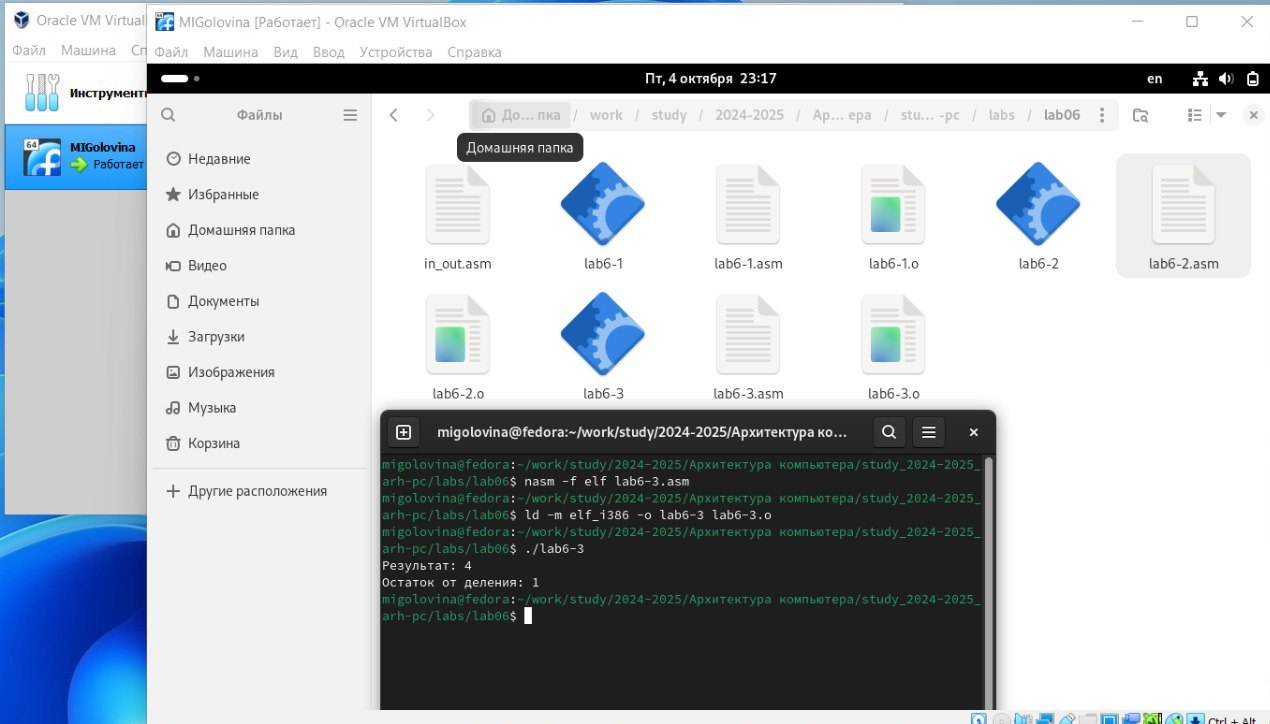 Oracle VM Virtual
Файл Машина Сп
Инструменты
64
MIGolovina
Работает
MIGolovina [Работает] - Oracle VM VirtualBox
Файл Машина Вид Ввод Устройства Справка
Пт, 4 октября 23:17
en
Файлы
До… пка / work / study / 2024-2025 / Ар… ера / stu… -pc / labs / lab06
Домашняя папка
Недавние
Избранные
Домашняя папка
Видео
Документы
Загрузки
Изображения
Музыка
Корзина
Другие расположения
in_out.asm
lab6-1
lab6-1.asm
lab6-1.o
lab6-2
lab6-2.asm
lab6-2.o
lab6-3
lab6-3.asm
lab6-3.o
migolovina@fedora:~/work/study/2024-2025/Архитектура ко…
migolovina@fedora:~/work/study/2024-2025/Архитектура компьютера/study_2024-2025_
arh-pc/labs/lab06$ nasm -f elf lab6-3.asm
migolovina@fedora:~/work/study/2024-2025/Архитектура компьютера/study_2024-2025_
arh-pc/labs/lab06$ ld -m elf_i386 -o lab6-3 lab6-3.o
migolovina@fedora:~/work/study/2024-2025/Архитектура компьютера/study_2024-2025_
arh-pc/labs/lab06$ ./lab6-3
Результат: 4
Остаток от деления: 1
migolovina@fedora:~/work/study/2024-2025/Архитектура компьютера/study_2024-2025_
arh-pc/labs/lab06$
Ctrl + Alt